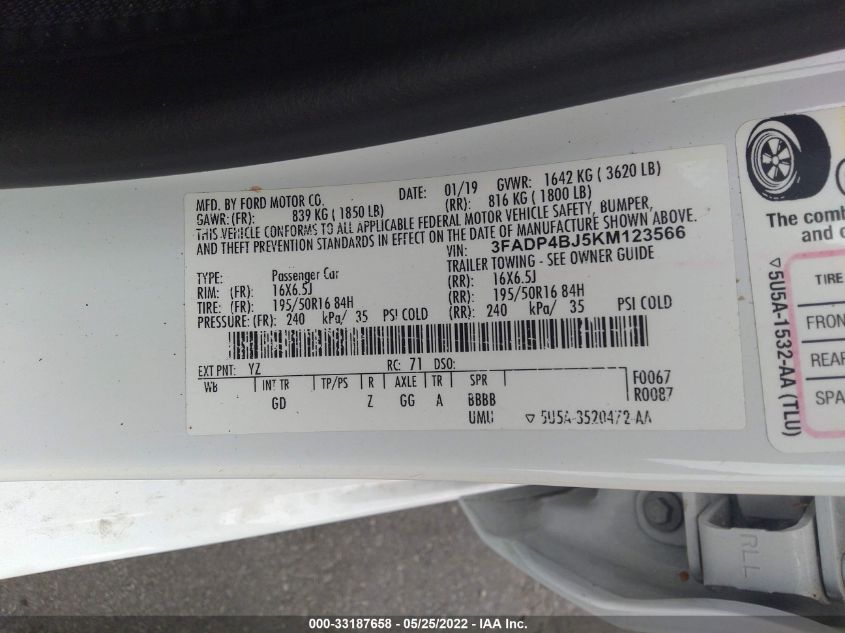 MFD. BY FORD MOTOR CO. DATE: 01/19 GVWR: 1642 KG ( 3620 LB)
GAWR: (FR): 839 KG ( 1850 LB) (RR): 816 KG ( 1800 LB)
THIS VEHICLE CONFORMS TO ALL APPLICABLE FEDERAL MOTOR VEHICLE SAFETY, BUMPER,
AND THEFT PREVENTION STANDARDS IN EFFECT ON THE DATE OF MANUFACTURE SHOWN ABOVE.
VIN: 3FADP4BJ5KM123566
TYPE: Passenger Car TRAILER TOWING - SEE OWNER GUIDE
RIM: (FR): 16X6.5J (RR): 16X6.5J
TIRE: (FR): 195/50R16 84H (RR): 195/50R16 84H
PRESSURE: (FR): 240 kPa/ 35 PSI COLD (RR): 240 kPa/ 35 PSI COLD
EXT PNT: YZ RC: 71 DSO:
WB INT TR TP/PS R AXLE TR SPR F0067
GD Z GG A BBBB R0087
UMU ▽ 5U5A-3520472-AA
The comb
and c
TIRE
FRON
REAR
SPA
▽5U5A-1532-AA (TLU)
RLL
000-33187658 - 05/25/2022 - IAA Inc.